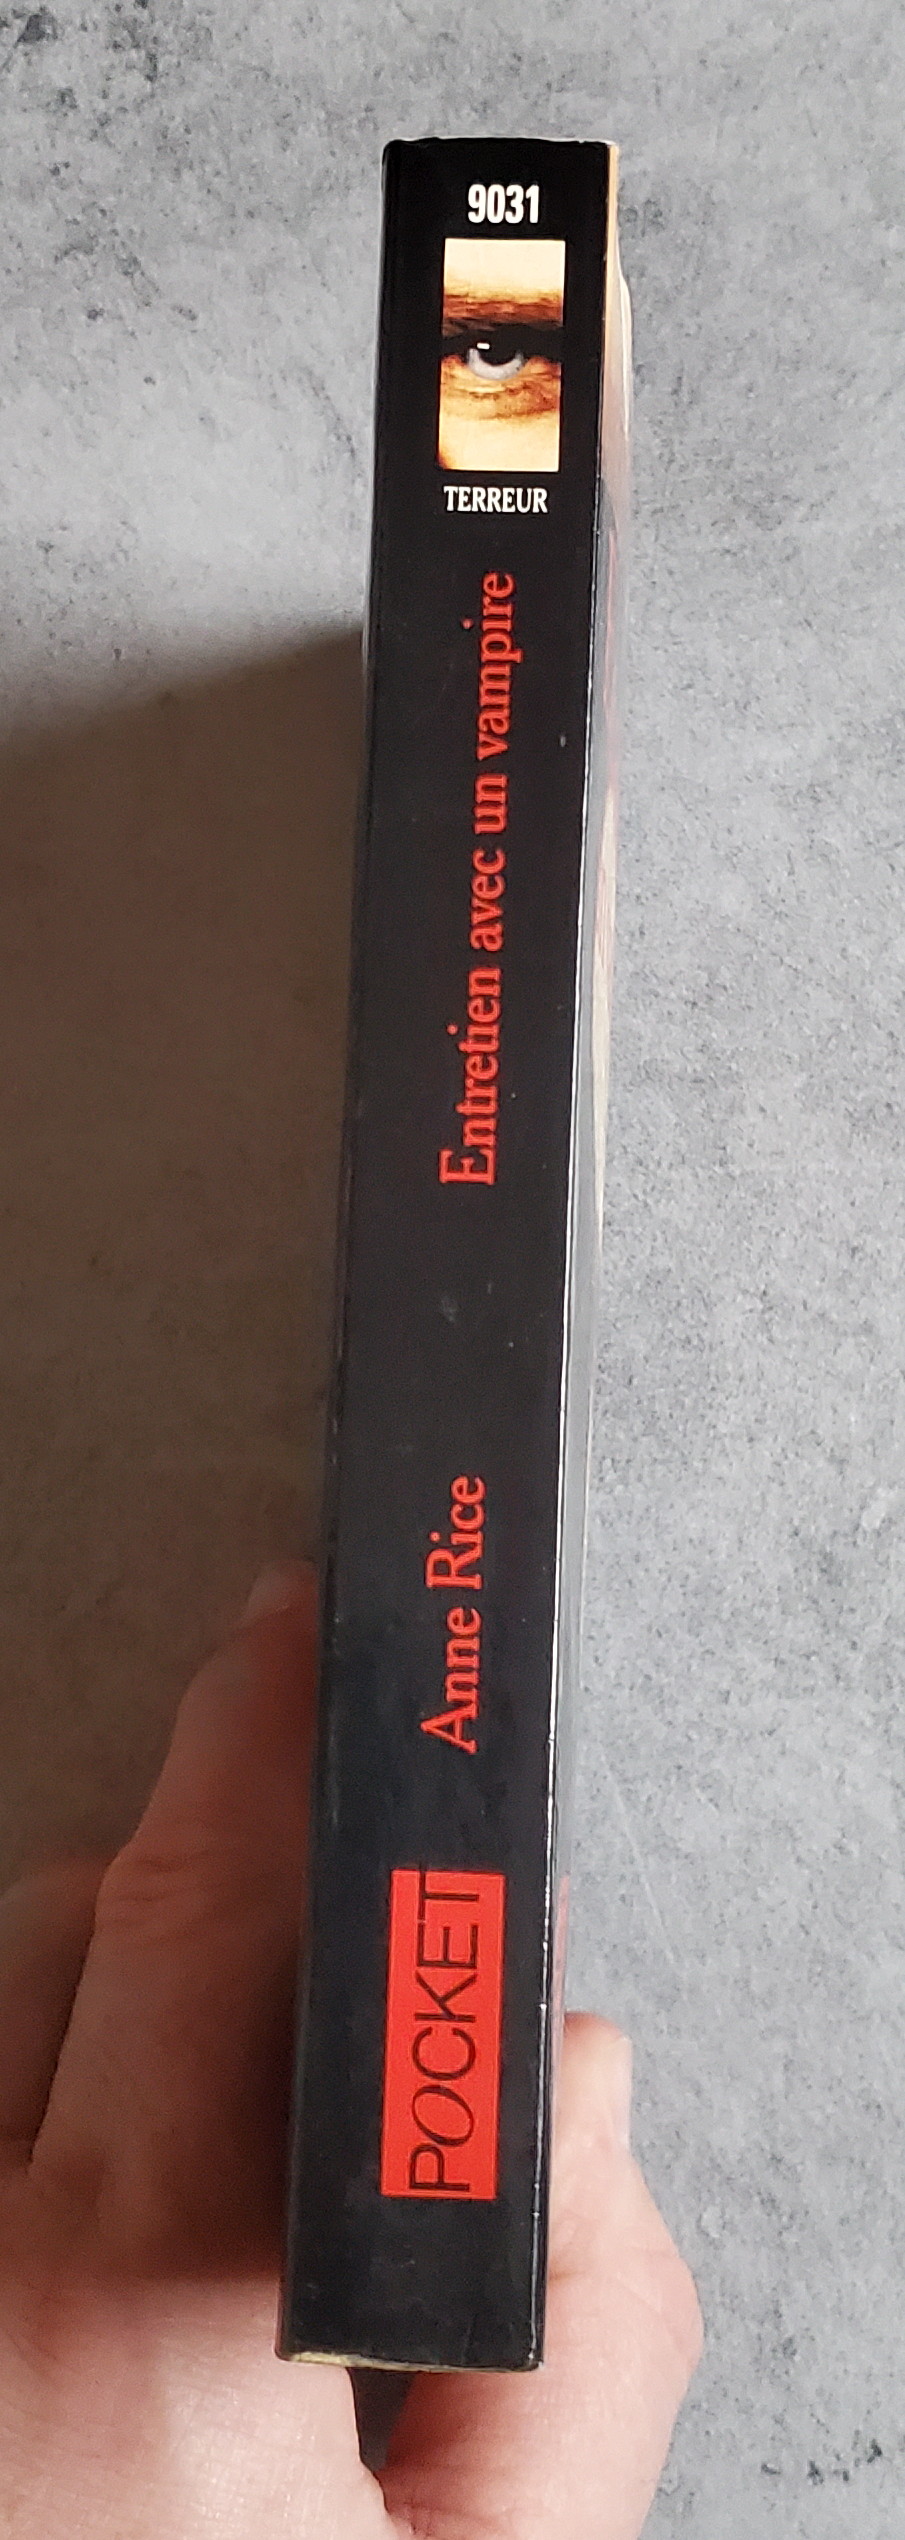 9031
TERREUR
Entretien avec un vampire
Anne Rice
POCKET